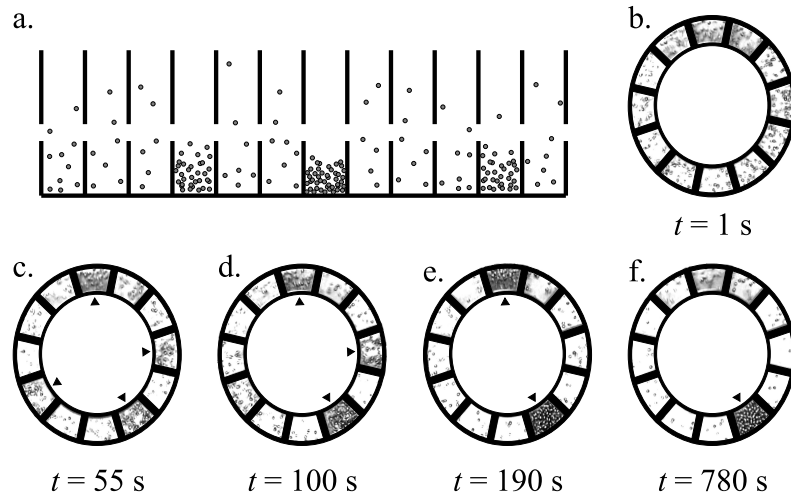 a.
b.
t = 1 s
c.
d.
e.
f.
t = 55 s
t = 100 s
t = 190 s
t = 780 s